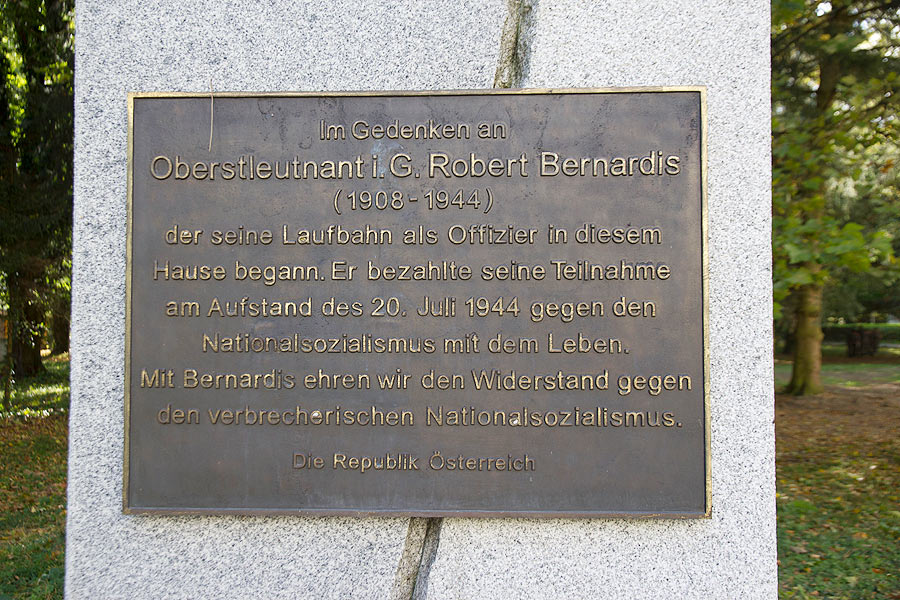 Im Gedenken an
Oberstleutnant i. G. Robert Bernardis
(1908-1944)
der seine Laufbahn als Offizier in diesem
Hause begann. Er bezahlte seine Teilnahme
am Aufstand des 20. Juli 1944 gegen den
Nationalsozialismus mit dem Leben.
Mit Bernardis ehren wir den Widerstand gegen
den verbrecherischen Nationalsozialismus.
Die Republik Österreich